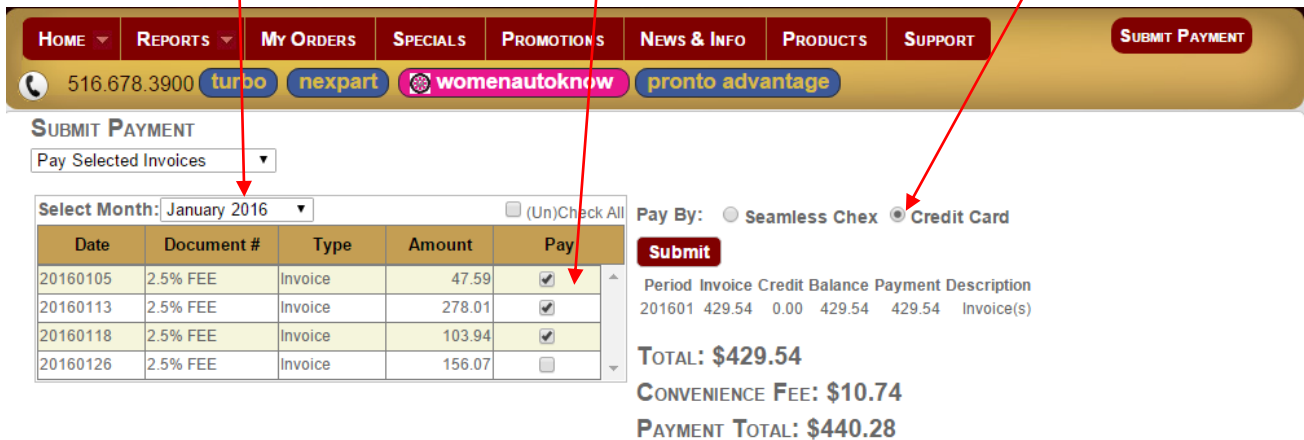 HOME REPORTS MY ORDERS SPECIALS PROMOTIONS NEWS & INFO PRODUCTS SUPPORT SUBMIT PAYMENT
516.678.3900 turbo nexpart womenautoknow pronto advantage
SUBMIT PAYMENT
Pay Selected Invoices
Select Month: January 2016 (Un)Check All
Date Document # Type Amount Pay
20160105 2.5% FEE Invoice 47.59
20160113 2.5% FEE Invoice 278.01
20160118 2.5% FEE Invoice 103.94
20160126 2.5% FEE Invoice 156.07
Pay By: Seamless Chex Credit Card
Submit
Period Invoice Credit Balance Payment Description
201601 429.54 0.00 429.54 429.54 Invoice(s)
TOTAL: $429.54
CONVENIENCE FEE: $10.74
PAYMENT TOTAL: $440.28